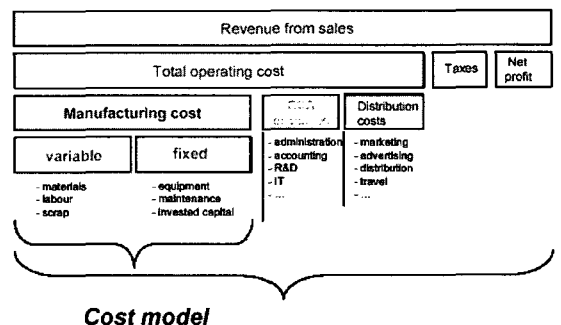 Revenue from sales
Total operating cost
Taxes
Net
profit
Manufacturing cost
Distribution
costs
variable
fixed
- materials
- labour
- scrap
- equipment
- maintenance
- invested capital
- administration
- accounting
- R&D
- IT
- ...
- marketing
- advertising
- distribution
- travel
- ...
Cost model